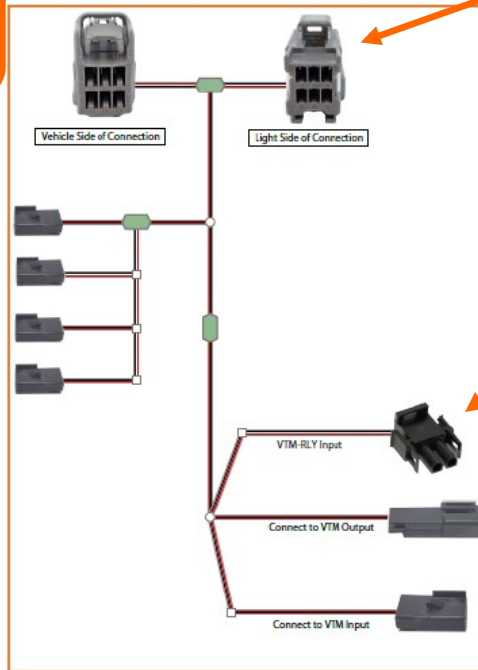 Vehicle Side of Connection
Light Side of Connection
VTM-RLY Input
Connect to VTM Output
Connect to VTM Input